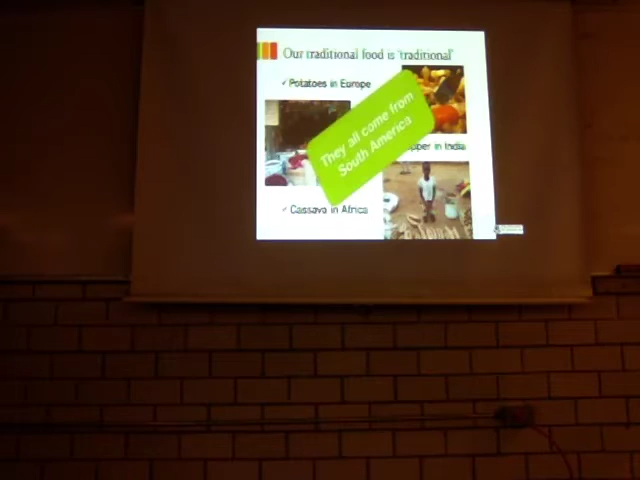 Our traditional food is 'traditional'
✓Potatoes in Europe
They all come from
South America
in India
✓Cassava in Africa